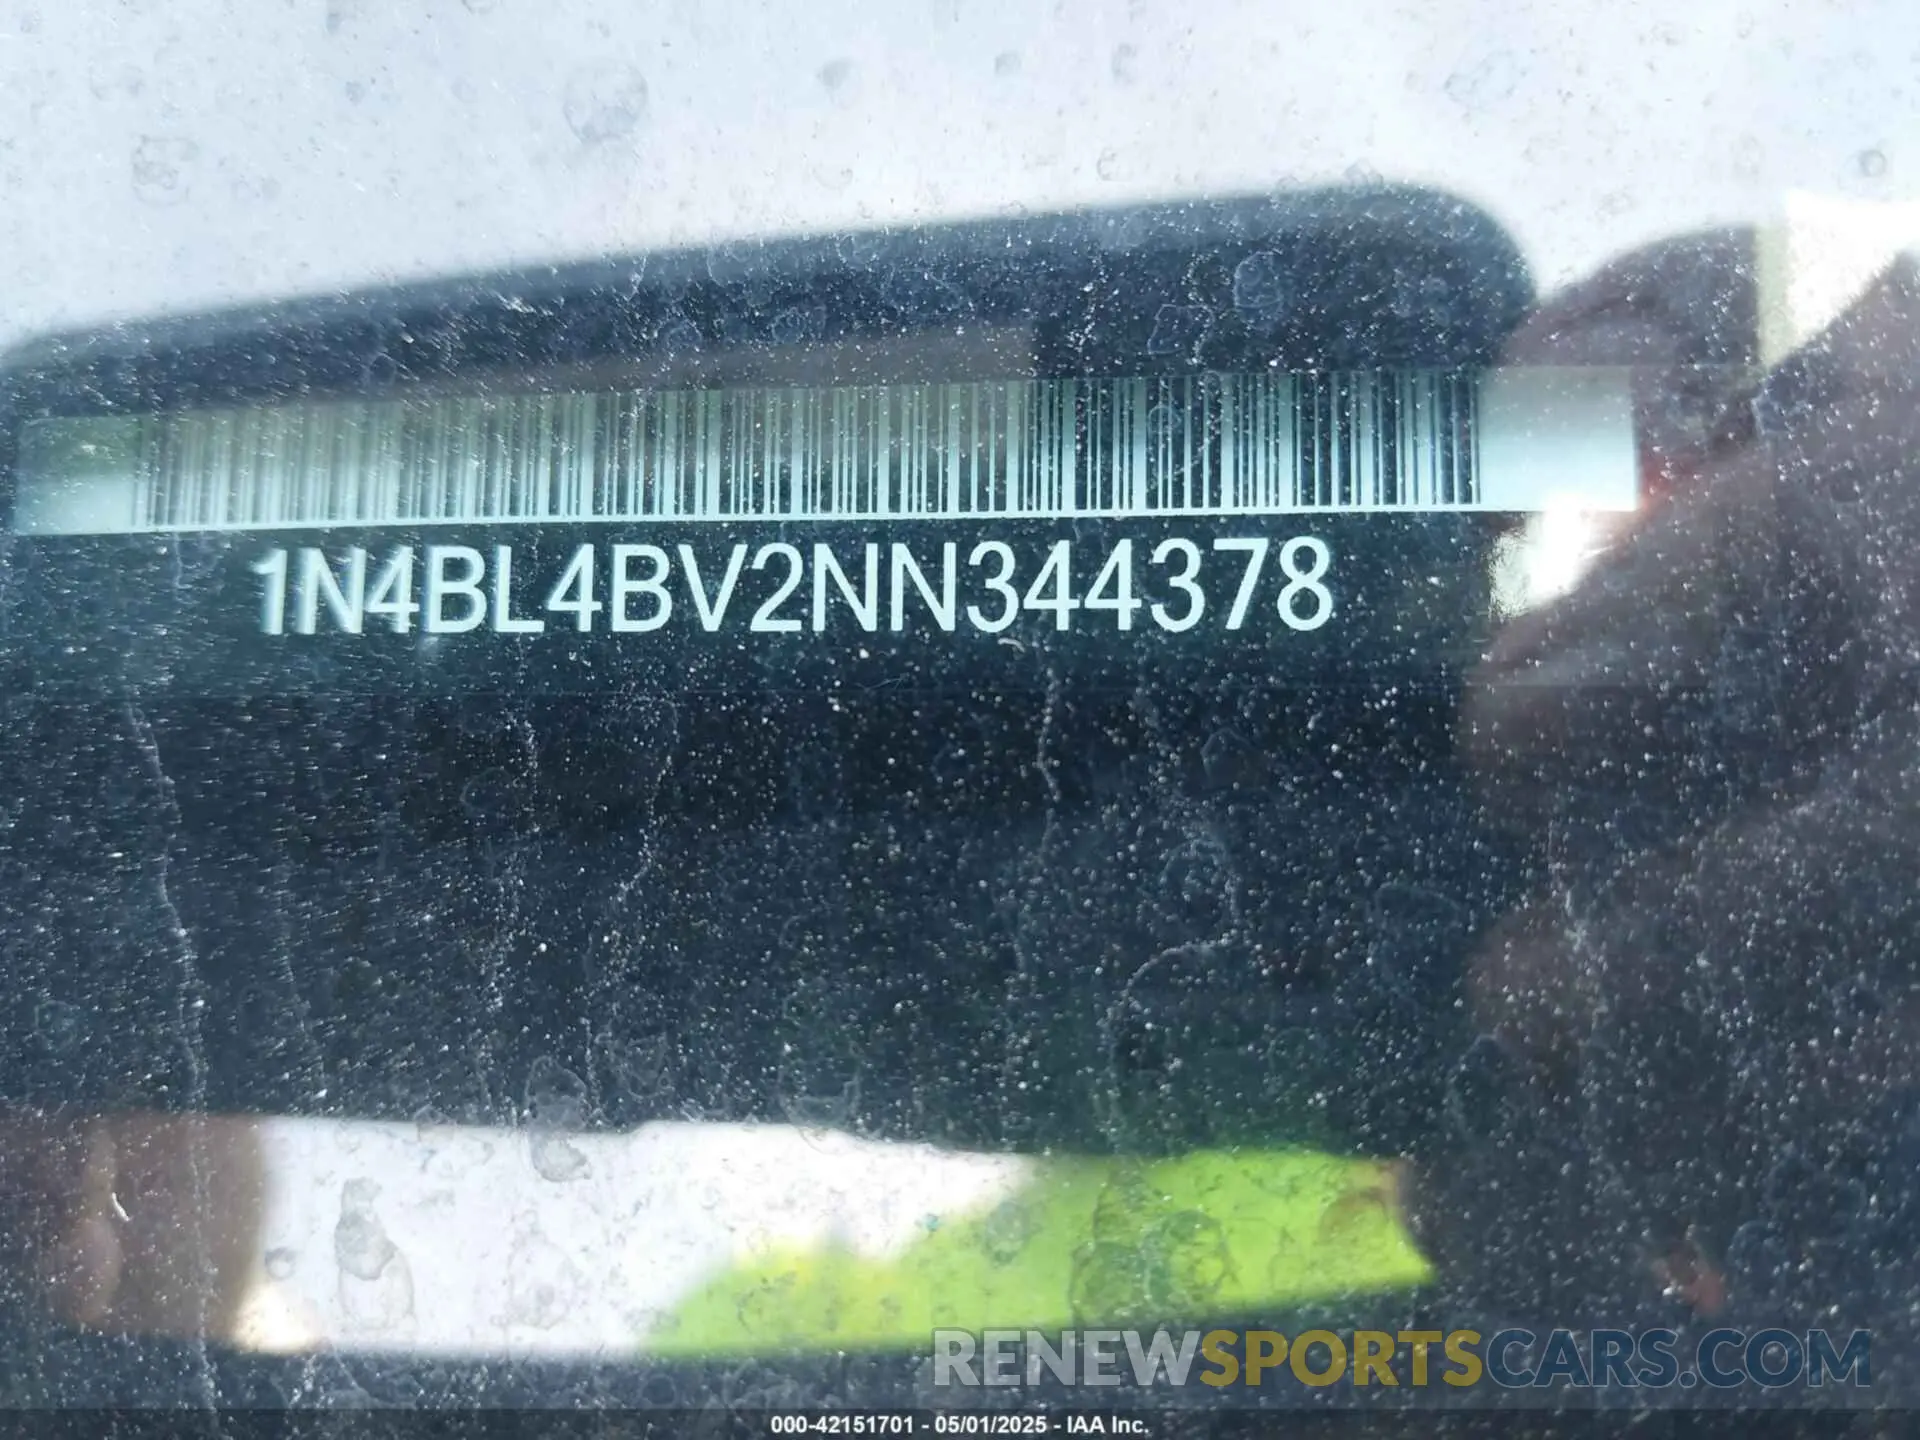 1N4BL4BV2NN344378
RENEWSPORTSCARS.COM
000-42151701 - 05/01/2025 - IAA Inc.